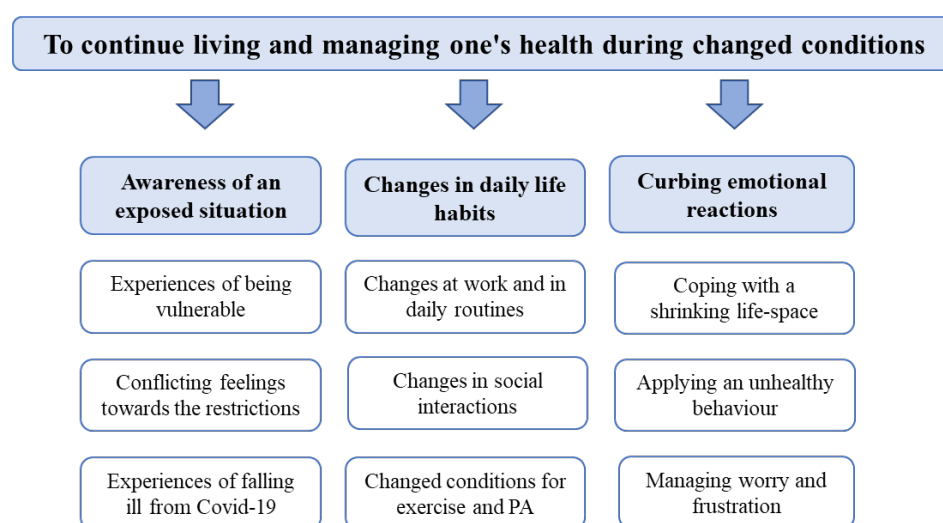 To continue living and managing one's health during changed conditions
Awareness of an
exposed situation
Experiences of being
vulnerable
Conflicting feelings
towards the restrictions
Experiences of falling
ill from Covid-19
Changes in daily life
habits
Changes at work and in
daily routines
Changes in social
interactions
Changed conditions for
exercise and PA
Curbing emotional
reactions
Coping with a
shrinking life-space
Applying an unhealthy
behaviour
Managing worry and
frustration